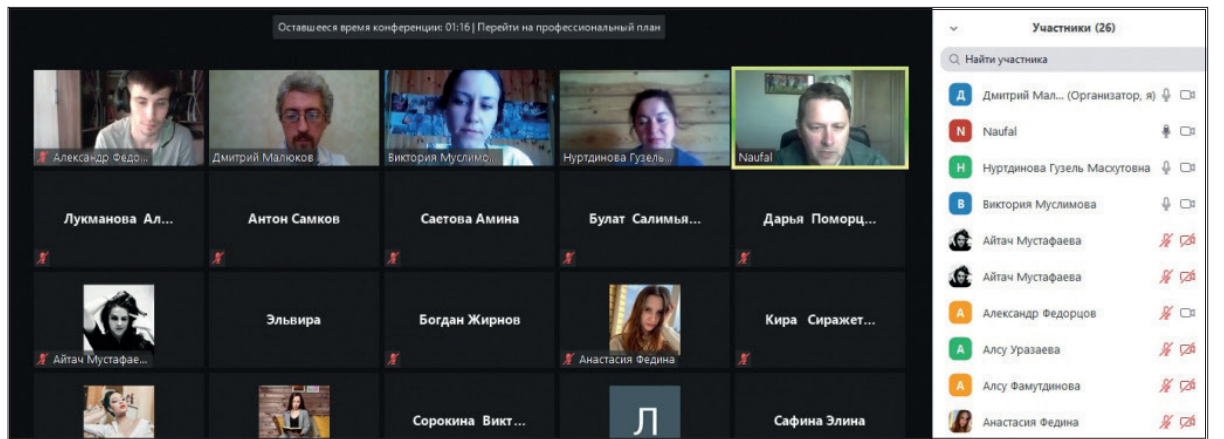 Оставшееся время конференции: 01:16 | Перейти на профессиональный план
Александр Федо...
Дмитрий Малюков
Виктория Муслимо...
Нуртдинова Гузель...
Naufal
Лукманова Ал...
Антон Самков
Саетова Амина
Булат Салимья...
Дарья Поморц...
Айтач Мустафае...
Эльвира
Богдан Жирнов
Анастасия Федина
Кира Сиражет...
Сорокина Викт...
Л
Сафина Элина
Участники (26)
Найти участника
Д Дмитрий Мал... (Организатор, я)
N Naufal
Н Нуртдинова Гузель Масхутовна
В Виктория Муслимова
Айтач Мустафаева
Айтач Мустафаева
А Александр Федорцов
А Алсу Уразаева
А Алсу Фамутдинова
Анастасия Федина